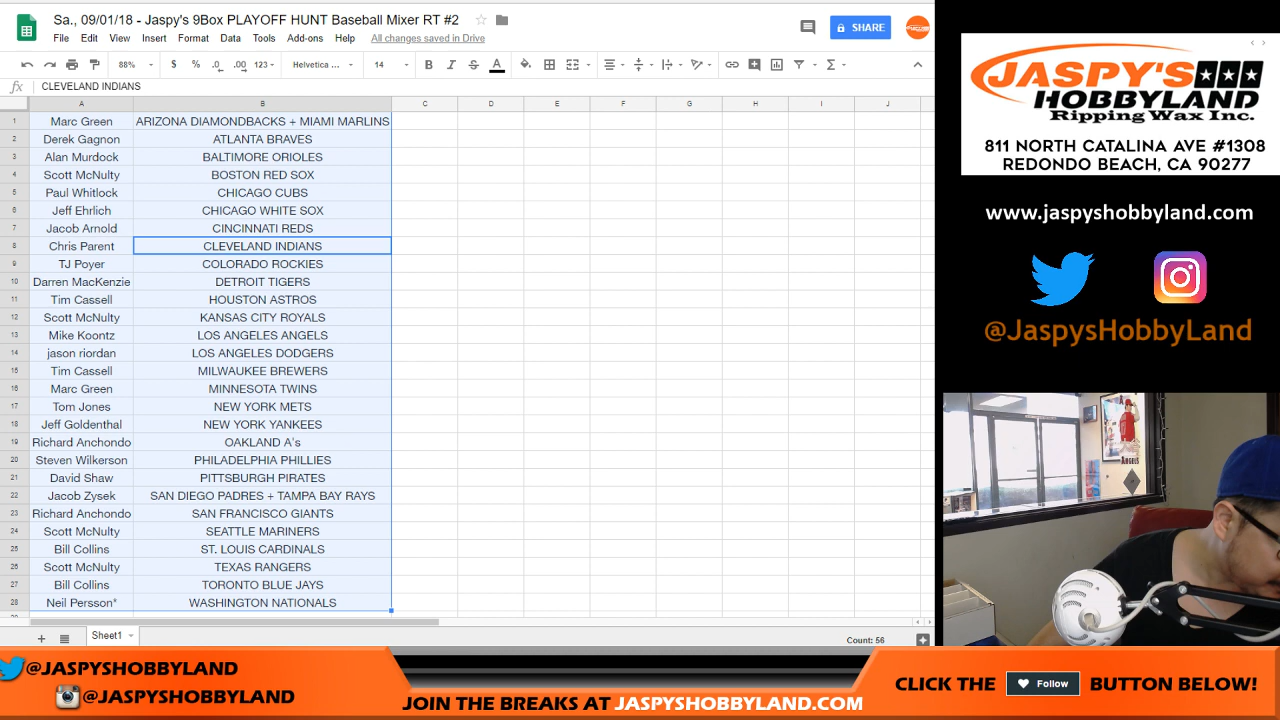 Sa., 09/01/18 - Jaspy's 9Box PLAYOFF HUNT Baseball Mixer RT #2
File Edit View Insert Format Data Tools Add-ons Help All changes saved in Drive
SHARE
88% $ % .0 .00 123 Helvetica ... 14 B I S A
fx CLEVELAND INDIANS
A B C D E F G H I J
1 Marc Green ARIZONA DIAMONDBACKS + MIAMI MARLINS
2 Derek Gagnon ATLANTA BRAVES
3 Alan Murdock BALTIMORE ORIOLES
4 Scott McNulty BOSTON RED SOX
5 Paul Whitlock CHICAGO CUBS
6 Jeff Ehrlich CHICAGO WHITE SOX
7 Jacob Arnold CINCINNATI REDS
8 Chris Parent CLEVELAND INDIANS
9 TJ Poyer COLORADO ROCKIES
10 Darren MacKenzie DETROIT TIGERS
11 Tim Cassell HOUSTON ASTROS
12 Scott McNulty KANSAS CITY ROYALS
13 Mike Koontz LOS ANGELES ANGELS
14 jason riordan LOS ANGELES DODGERS
15 Tim Cassell MILWAUKEE BREWERS
16 Marc Green MINNESOTA TWINS
17 Tom Jones NEW YORK METS
18 Jeff Goldenthal NEW YORK YANKEES
19 Richard Anchondo OAKLAND A's
20 Steven Wilkerson PHILADELPHIA PHILLIES
21 David Shaw PITTSBURGH PIRATES
22 Jacob Zysek SAN DIEGO PADRES + TAMPA BAY RAYS
23 Richard Anchondo SAN FRANCISCO GIANTS
24 Scott McNulty SEATTLE MARINERS
25 Bill Collins ST. LOUIS CARDINALS
26 Scott McNulty TEXAS RANGERS
27 Bill Collins TORONTO BLUE JAYS
28 Neil Persson* WASHINGTON NATIONALS
Sheet1
Count: 56
JASPY'S
HOBBYLAND
Ripping Wax Inc.
811 NORTH CATALINA AVE #1308
REDONDO BEACH, CA 90277
www.jaspyshobbyland.com
@JaspysHobbyLand
ANGELS
@JASPYSHOBBYLAND
@JASPYSHOBBYLAND
JOIN THE BREAKS AT JASPYSHOBBYLAND.COM
CLICK THE Follow BUTTON BELOW!